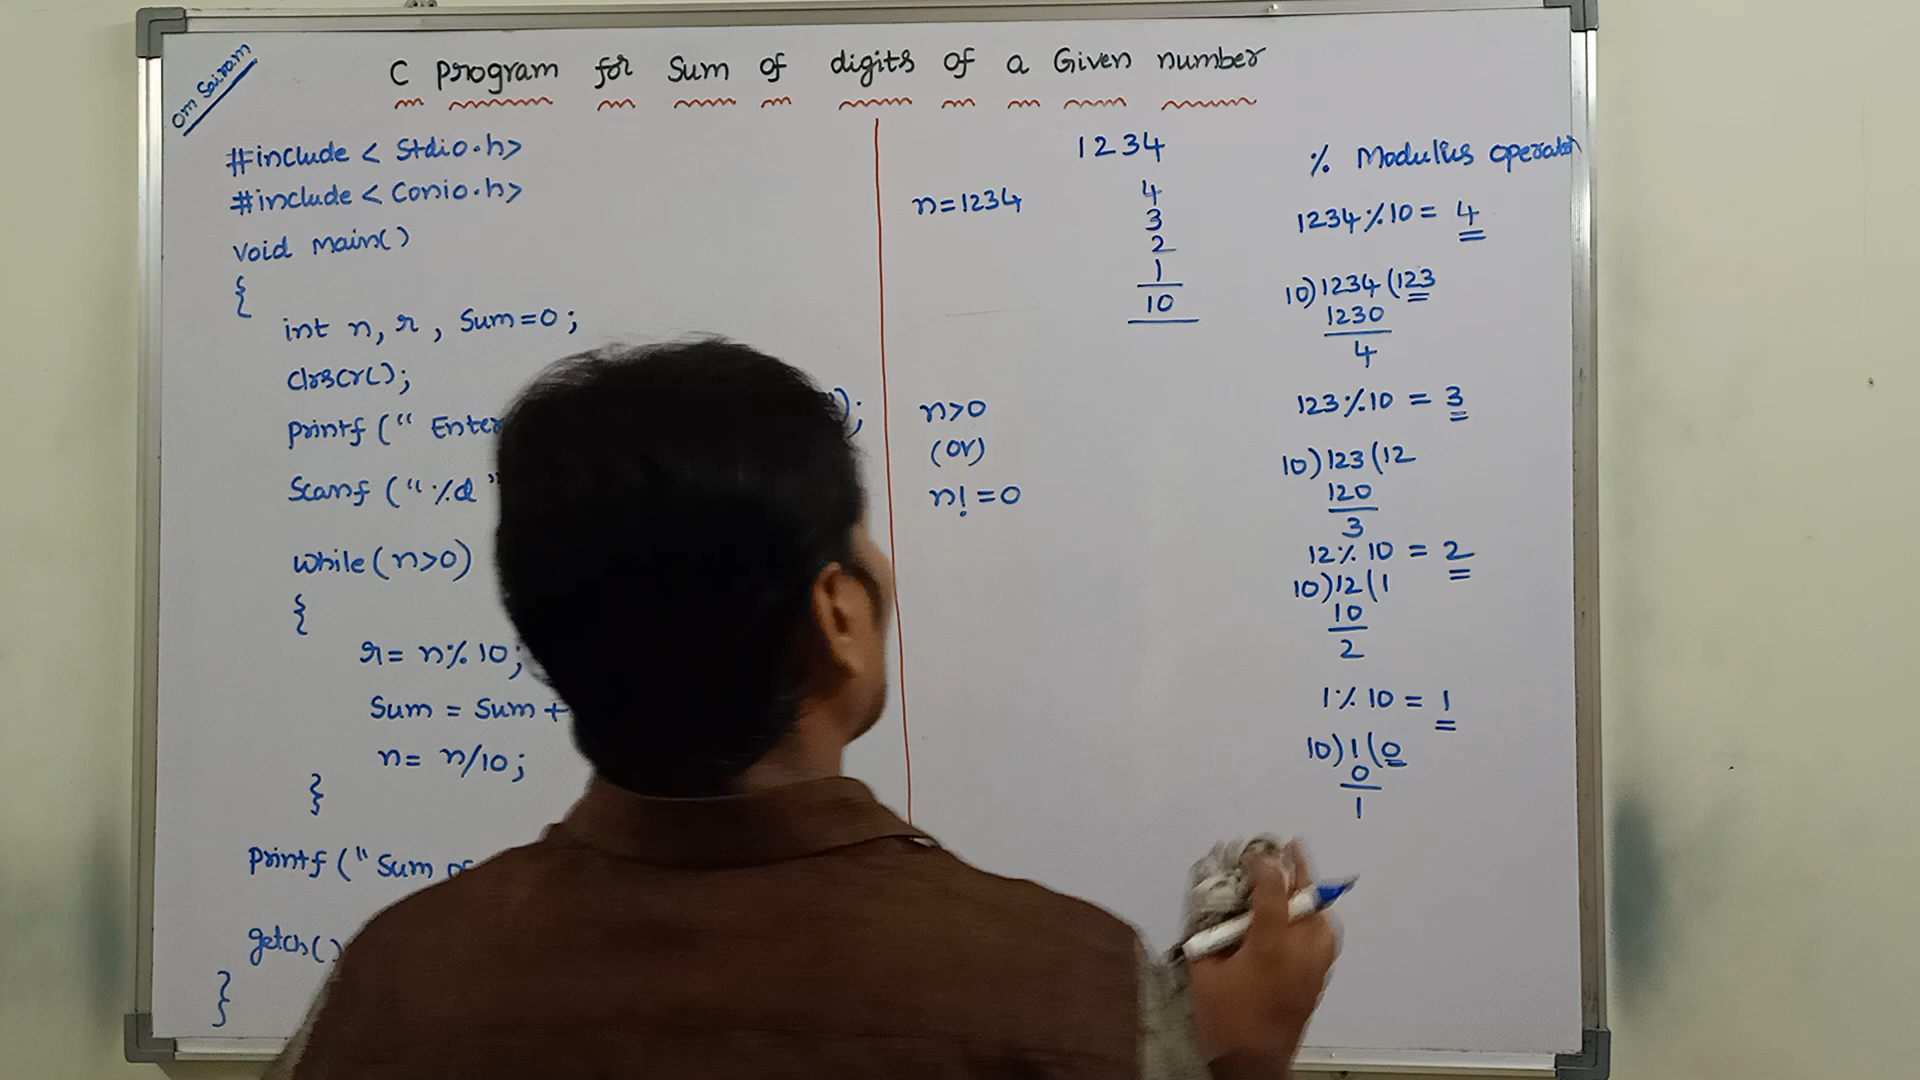 Om Sairam
C program for Sum of digits of a Given number
#include < Stdio.h>
#include < Conio.h>
void main()
{
int n, r, Sum=0;
clrscr();
Printf (" Enter
);
Scanf ("%d"
while(n>0)
{
r= n%10;
Sum = Sum +
n= n/10;
}
Printf ("Sum of
getch()
}
n=1234
n>0
(or)
n!=0
1234
4
3
2
1
10
% Modulus operator
1234%10= 4
10)1234(123
1230
4
123%10 = 3
10)123(12
120
3
12%10 = 2
10)12(1
10
2
1%10 = 1
10)1(0
0
1